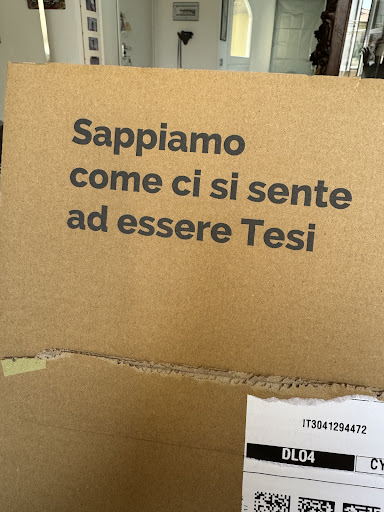 Sappiamo
come ci si sente
ad essere Tesi
IT3041294472
DL04
CY